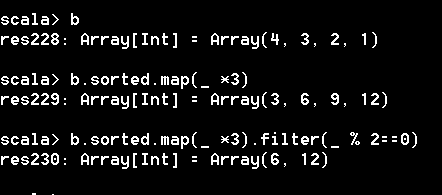 scala> b
res228: Array[Int] = Array(4, 3, 2, 1)
scala> b.sorted.map(_ *3)
res229: Array[Int] = Array(3, 6, 9, 12)
scala> b.sorted.map(_ *3).filter(_ % 2==0)
res230: Array[Int] = Array(6, 12)